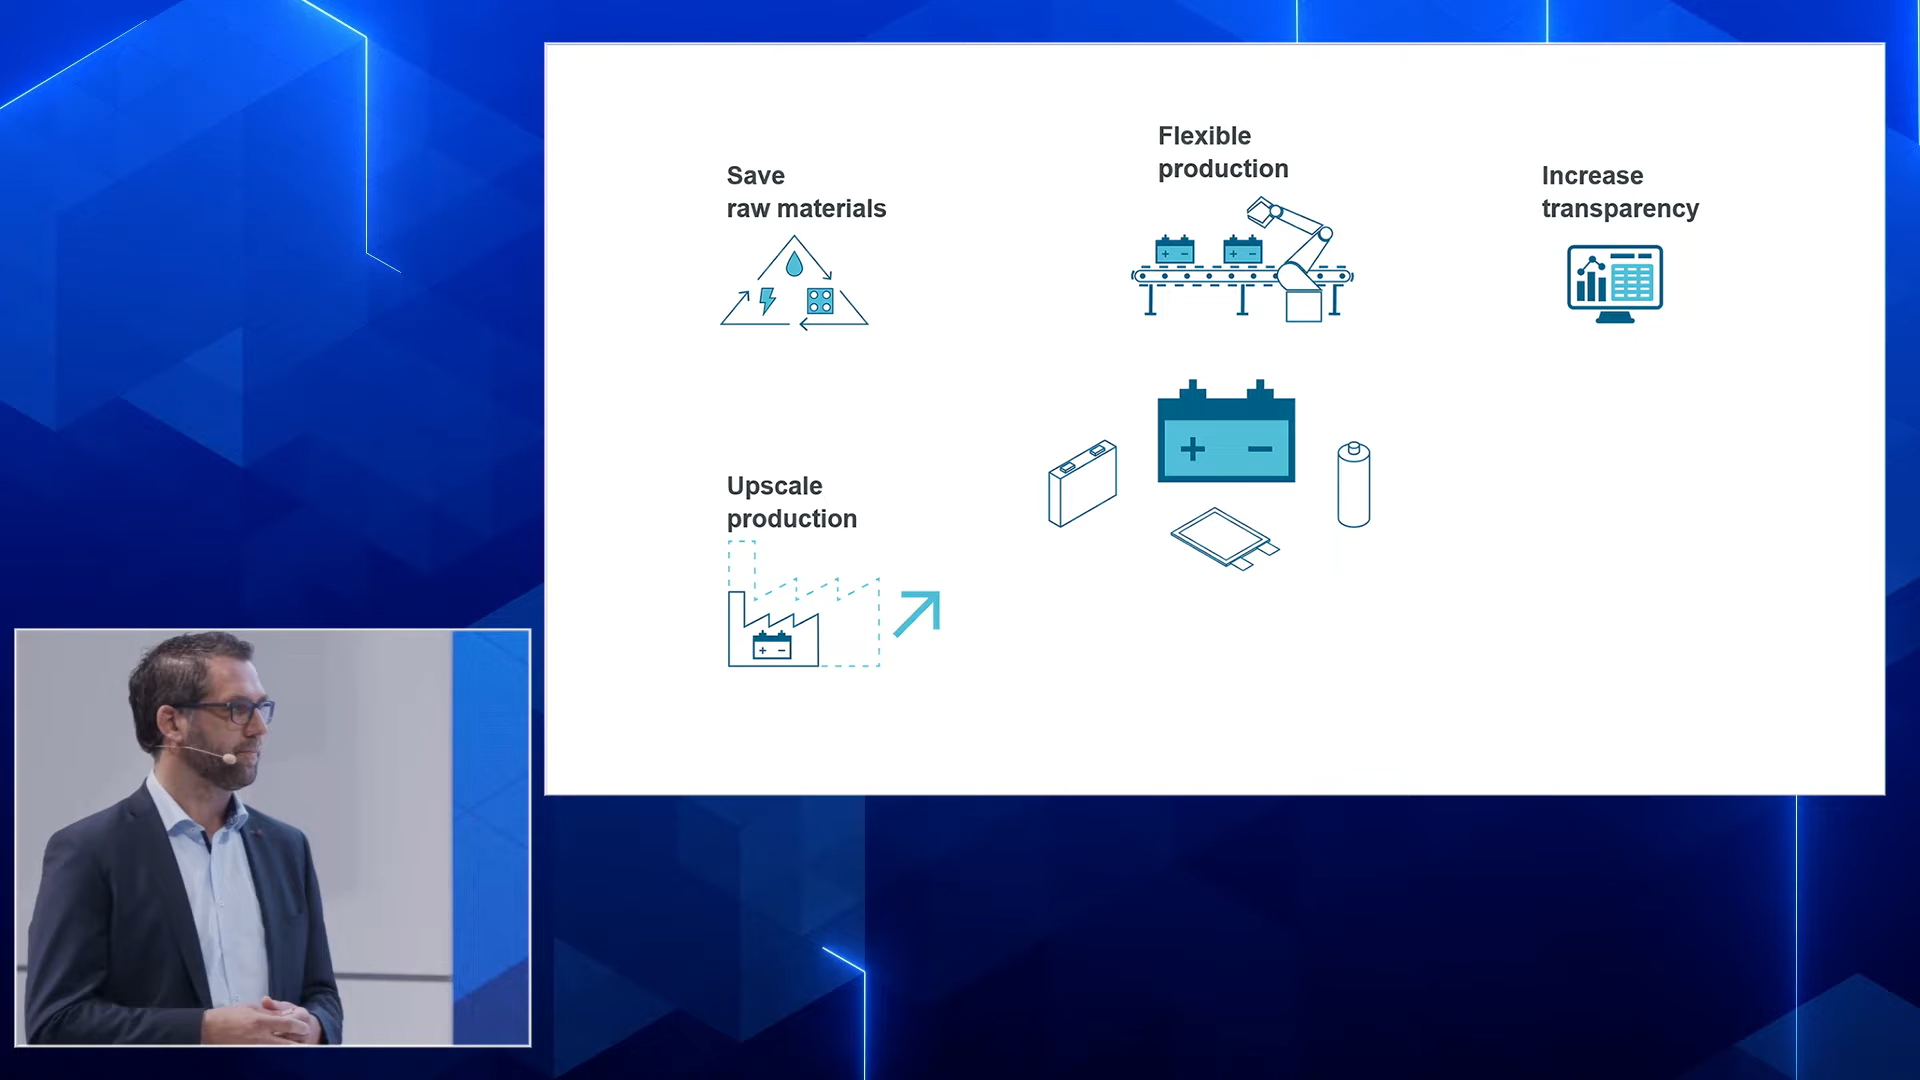 Save
raw materials
Flexible
production
Increase
transparency
Upscale
production